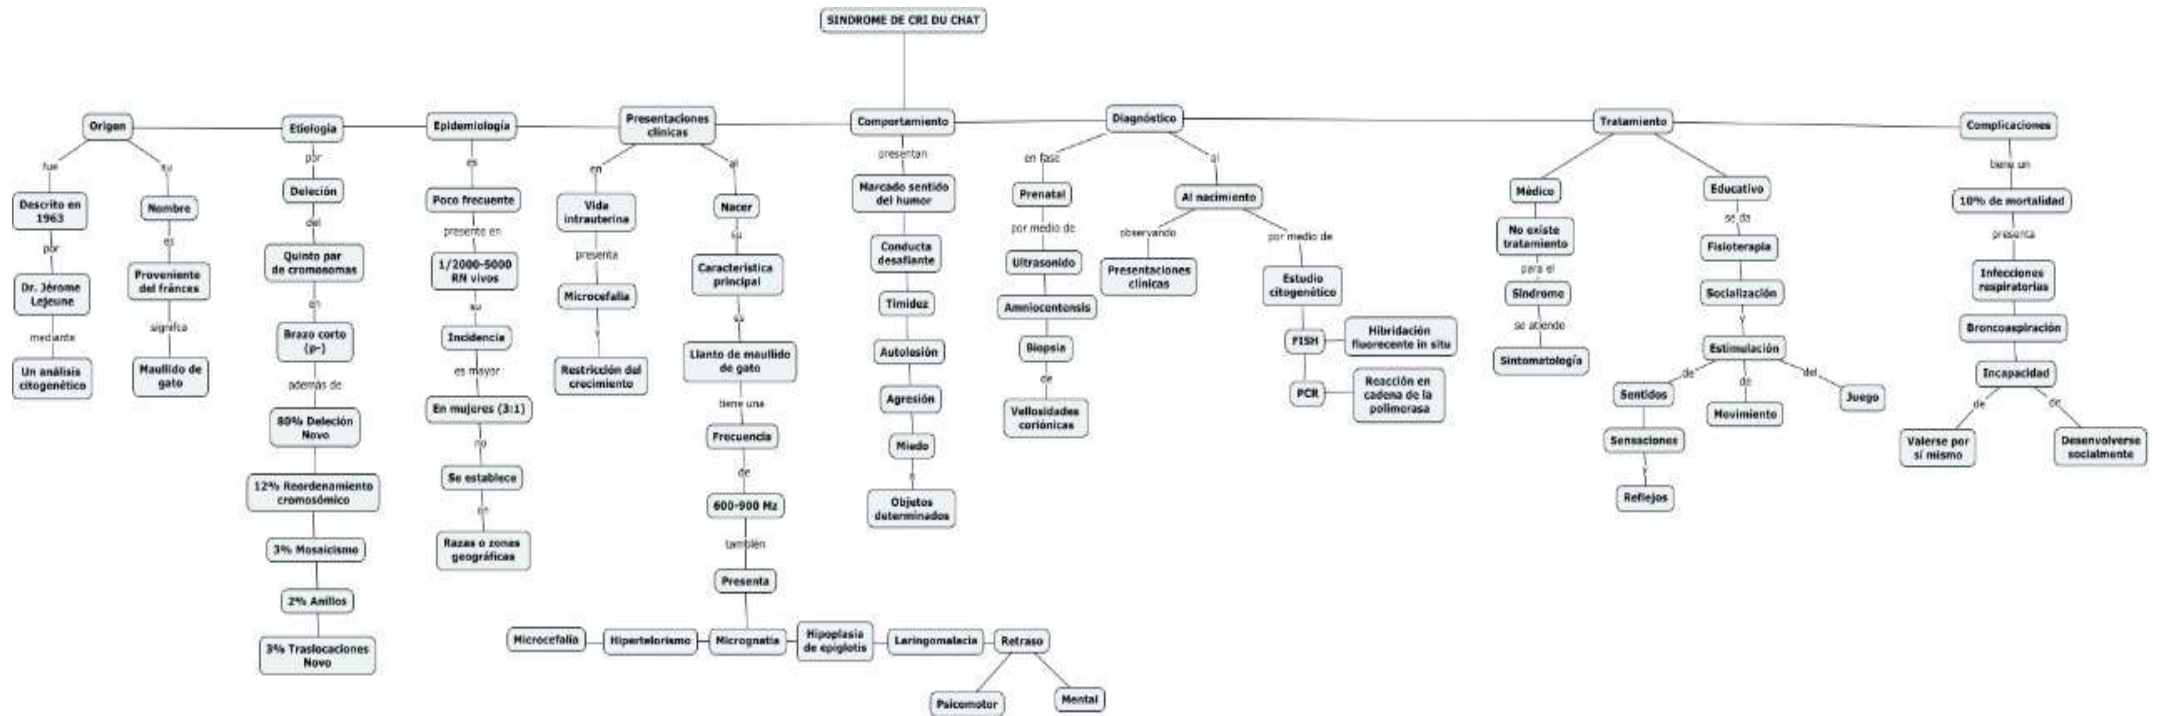 SINDROME DE CRI DU CHAT
Origen
fue
Descrito en
1963
por
Dr. Jérome
Lejeune
mediante
Un análisis
citogenético
su
Nombre
es
Proveniente
del fránces
signifca
Maullido de
gato
Etiología
por
Deleción
del
Quinto par
de cromosomas
en
Brazo corto
(p-)
además de
80% Deleción
Novo
12% Reordenamiento
cromosómico
3% Mosaicismo
2% Anillos
3% Traslocaciones
Novo
Epidemiología
es
Poco frecuente
presente en
1/2000-5000
RN vivos
su
Incidencia
es mayor
En mujeres (3:1)
no
Se establece
en
Razas o zonas
geográficas
Presentaciones
clínicas
en
Vida
intrauterina
presenta
Microcefalia
y
Restricción del
crecimiento
al
Nacer
su
Característica
principal
es
Llanto de maullido
de gato
tiene una
Frecuencia
de
600-900 Mz
también
Presenta
Microcefalia
Hipertelorismo
Micrognatia
Hipoplasia
de epiglotis
Laringomalacia
Retraso
Psicomotor
Mental
Comportamiento
presentan
Marcado sentido
del humor
Conducta
desafiante
Timidez
Autolesión
Agresión
Miedo
a
Objetos
determinados
Diagnóstico
en fase
Prenatal
por medio de
Ultrasonido
Amniocentensis
Biopsia
de
Vellosidades
coriónicas
al
Al nacimiento
observando
Presentaciones
clínicas
por medio de
Estudio
citogenético
FISH
Hibridación
fluorecente in situ
PCR
Reacción en
cadena de la
polimerasa
Tratamiento
Médico
No existe
tratamiento
para el
Síndrome
se atiende
Sintomatología
Educativo
se da
Fisioterapia
Socialización
y
Estimulación
de
Sentidos
Sensaciones
y
Reflejos
de
Movimiento
del
Juego
Complicaciones
tiene un
10% de mortalidad
presenta
Infecciones
respiratorias
Broncoaspiración
Incapacidad
de
Valerse por
sí mismo
de
Desenvolverse
socialmente